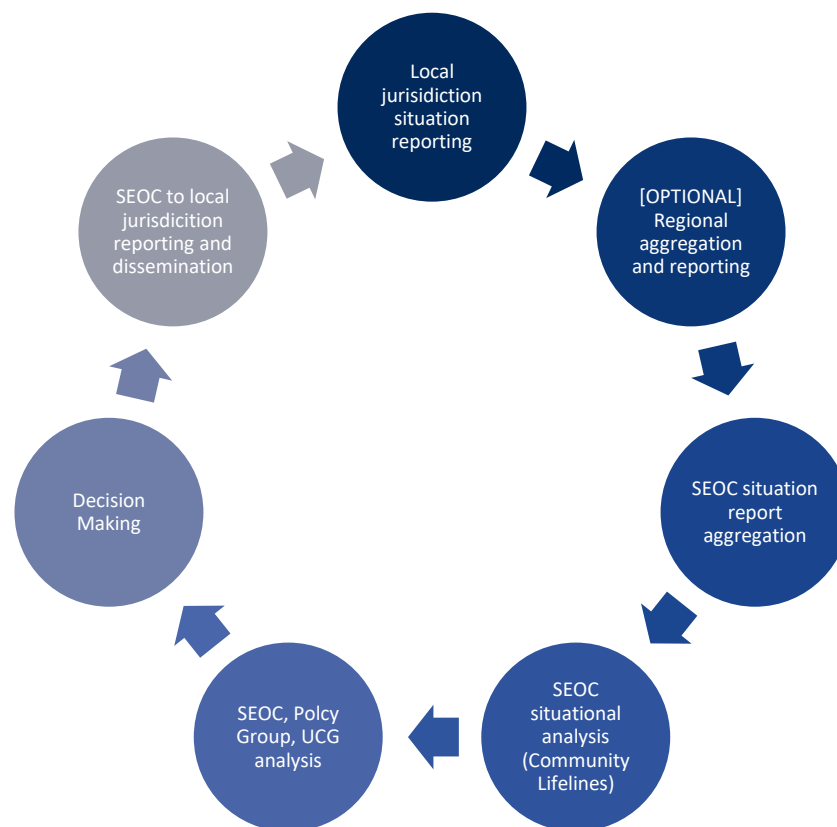 Local
jurisidiction
situation
reporting
[OPTIONAL]
Regional
aggregation
and reporting
SEOC situation
report
aggregation
SEOC
situational
analysis
(Community
Lifelines)
SEOC, Polcy
Group, UCG
analysis
Decision
Making
SEOC to local
jurisdicition
reporting and
dissemination